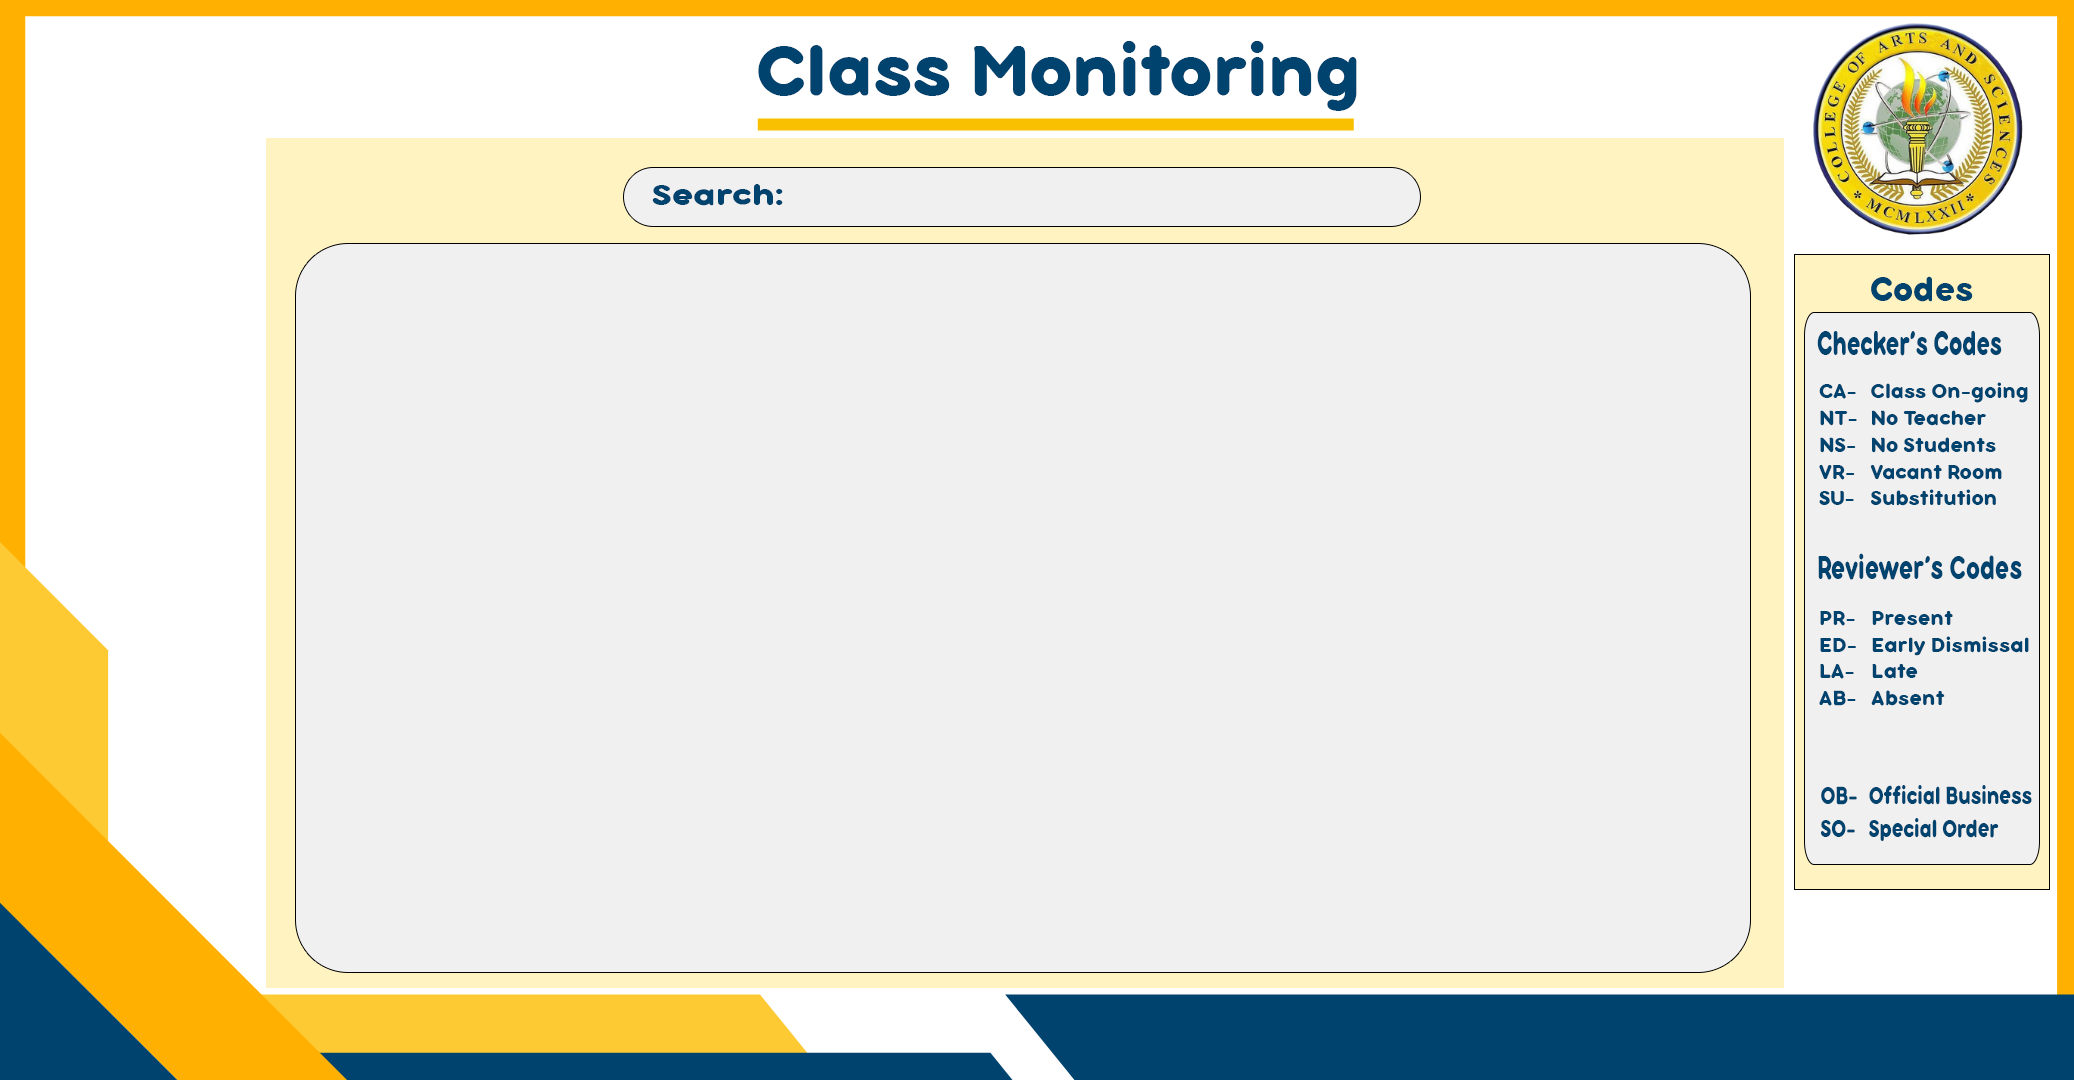 Class Monitoring
COLLEGE OF ARTS AND SCIENCES
* MCMLXXII *
Search:
Codes
Checker's Codes
CA- Class On-going
NT- No Teacher
NS- No Students
VR- Vacant Room
SU- Substitution
Reviewer's Codes
PR- Present
ED- Early Dismissal
LA- Late
AB- Absent
OB- Official Business
SO- Special Order